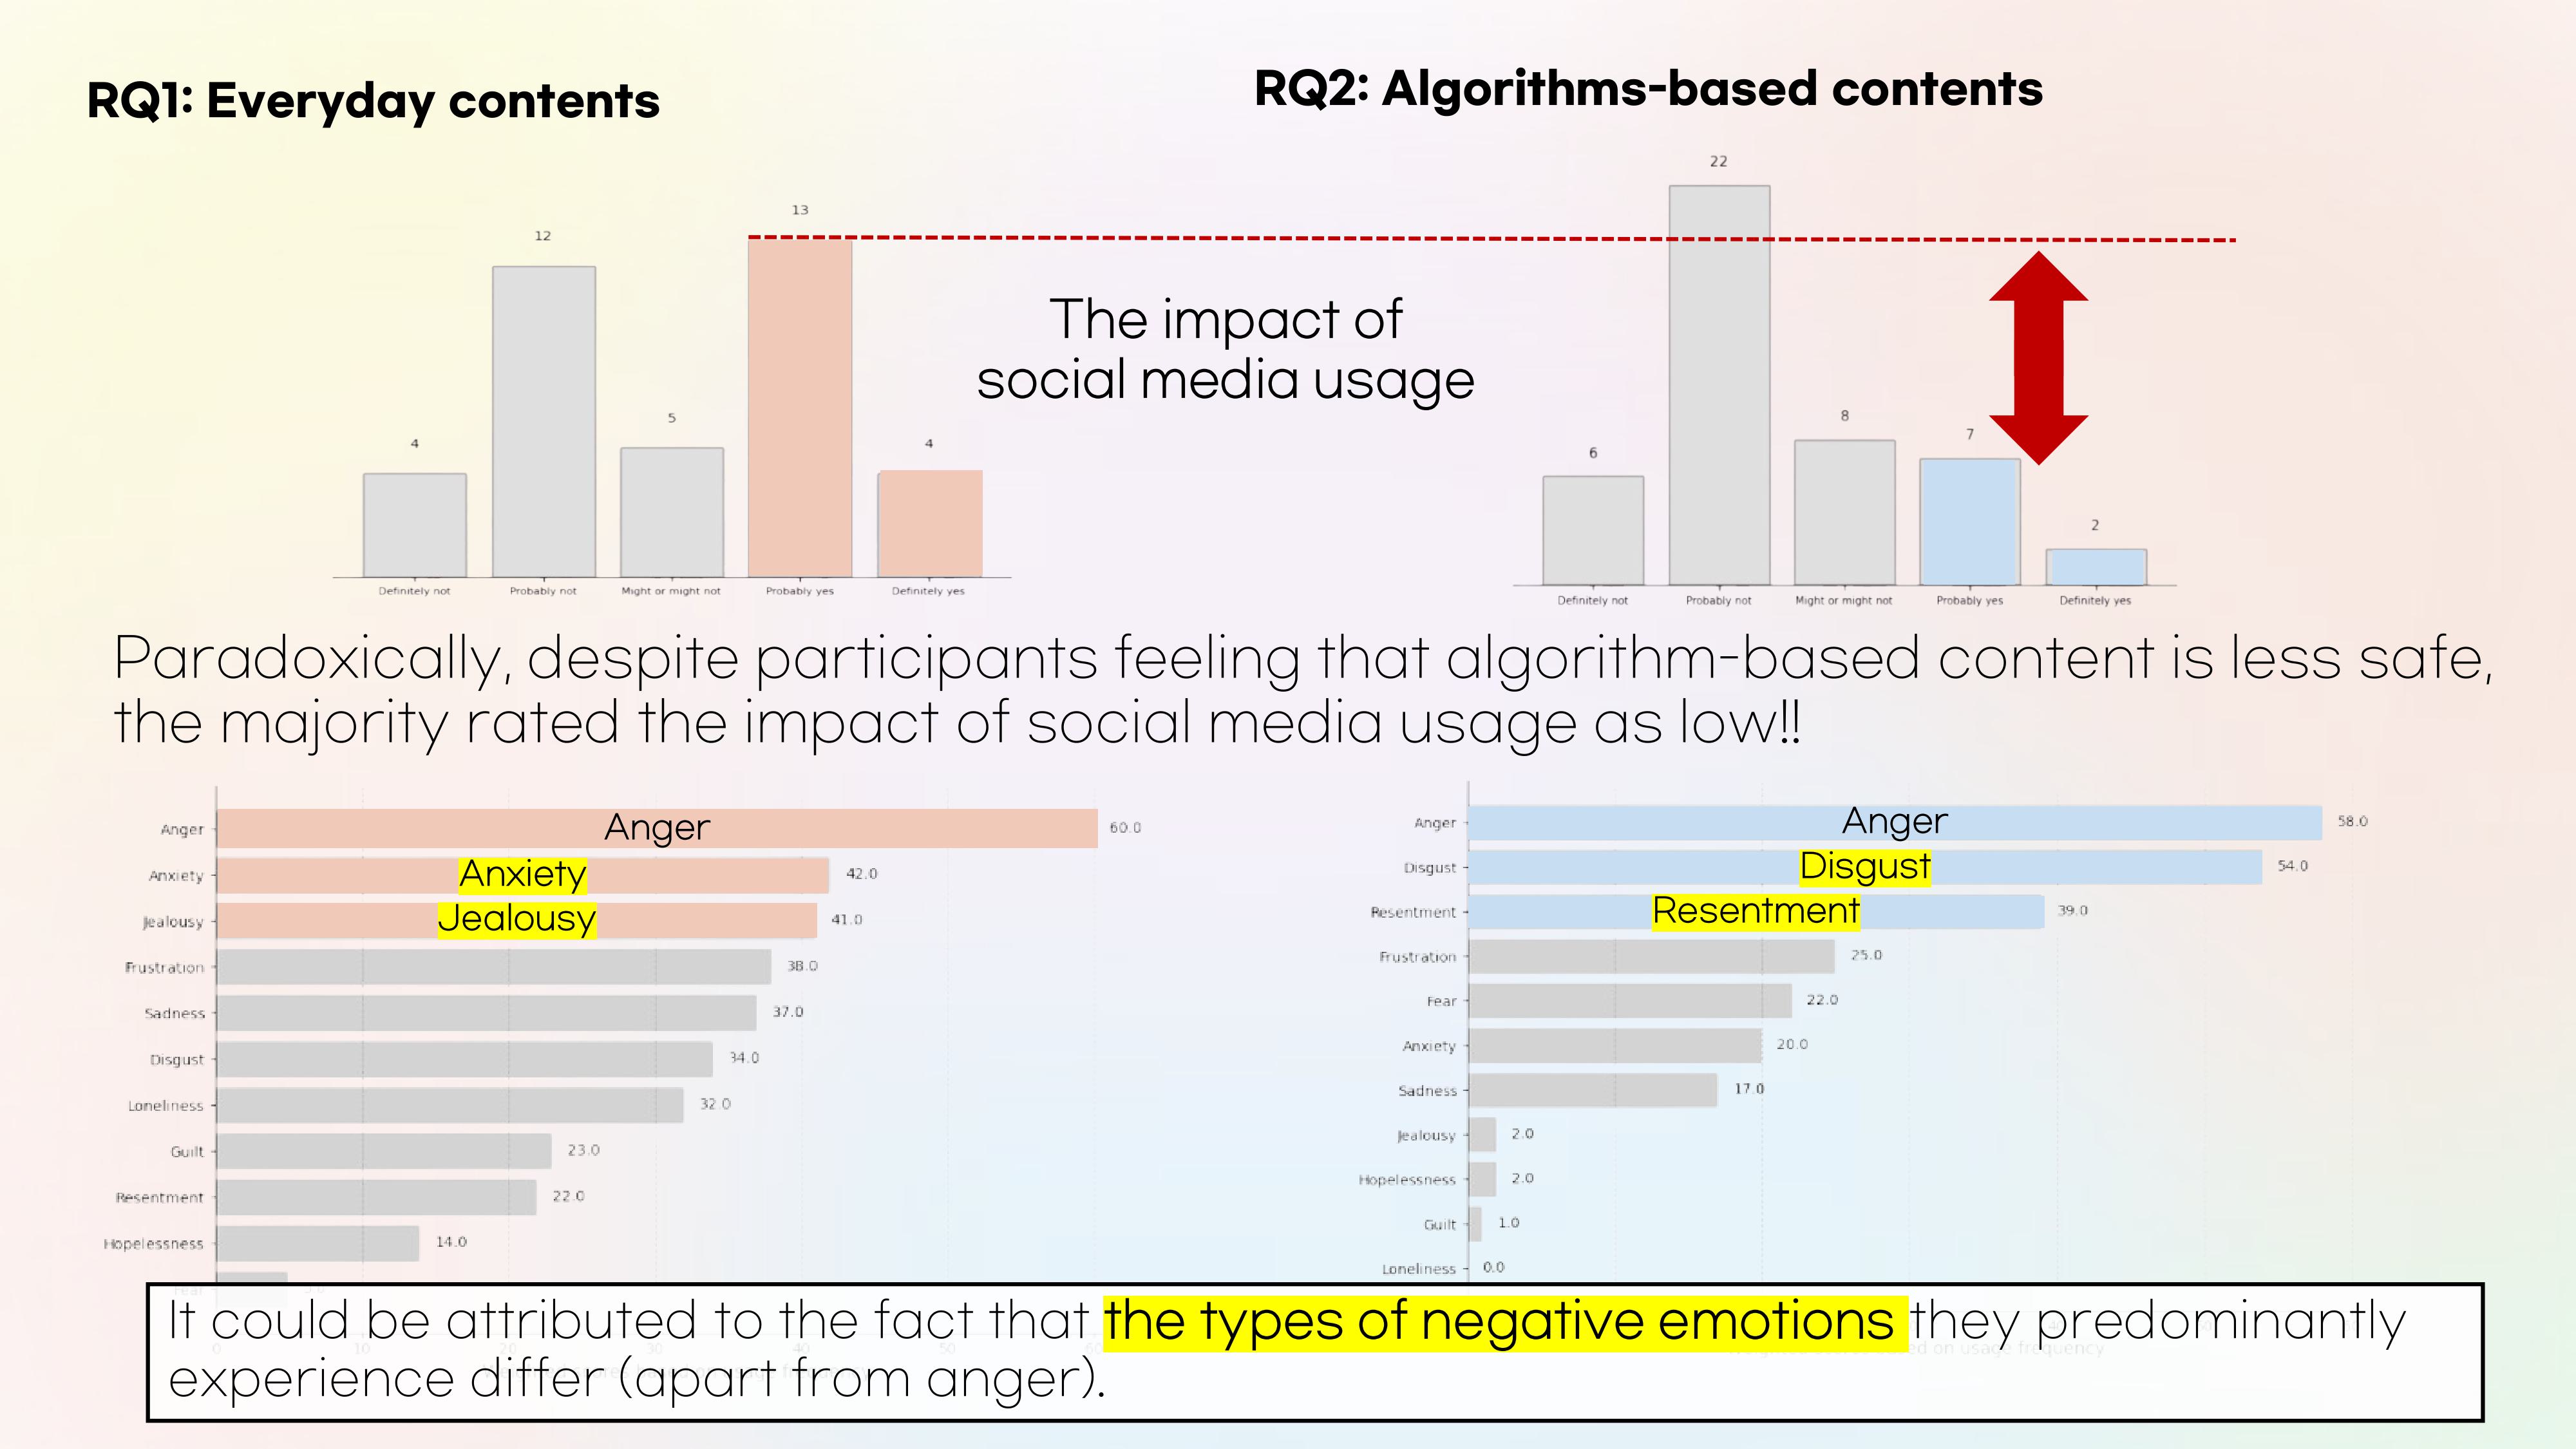 RQ1: Everyday contents
RQ2: Algorithms-based contents
4
12
5
13
4
Definitely not
Probably not
Might or might not
Probably yes
Definitely yes
The impact of
social media usage
6
22
8
7
2
Definitely not
Probably not
Might or might not
Probably yes
Definitely yes
Paradoxically, despite participants feeling that algorithm-based content is less safe,
the majority rated the impact of social media usage as low!!
Anger Anger 60.0
Anxiety Anxiety 42.0
Jealousy Jealousy 41.0
Frustration 38.0
Sadness 37.0
Disgust 34.0
Loneliness 32.0
Guilt 23.0
Resentment 22.0
Hopelessness 14.0
Fear
Anger Anger 58.0
Disgust Disgust 54.0
Resentment Resentment 39.0
Frustration 25.0
Fear 22.0
Anxiety 20.0
Sadness 17.0
Jealousy 2.0
Hopelessness 2.0
Guilt 1.0
Loneliness 0.0
It could be attributed to the fact that the types of negative emotions they predominantly
experience differ (apart from anger).